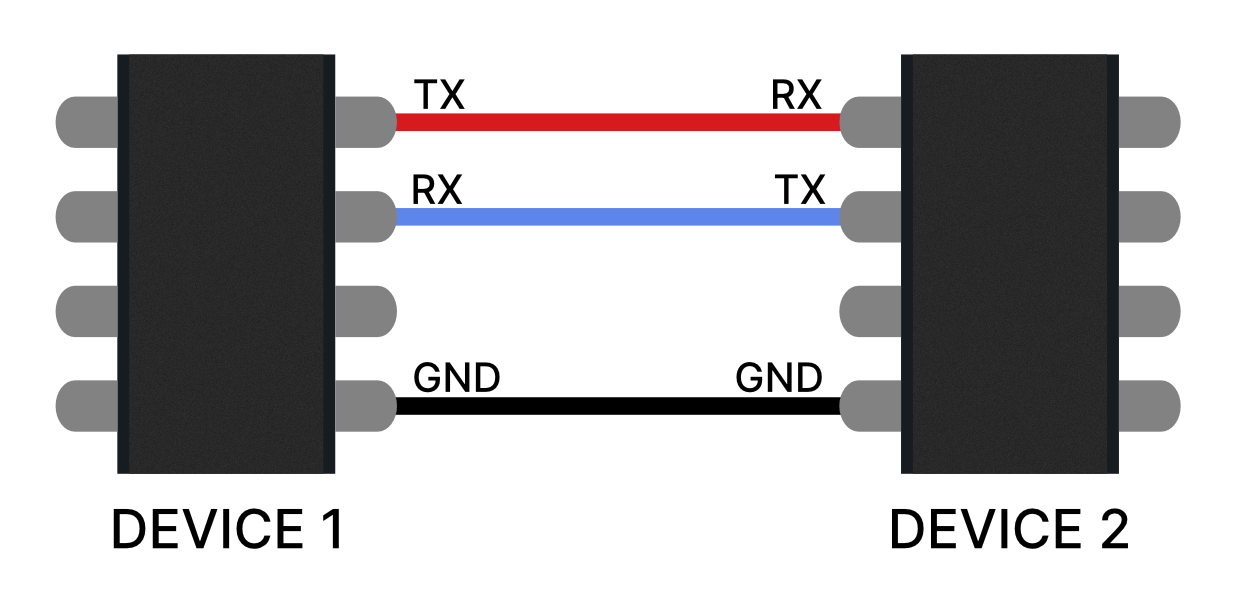 TX RX
RX TX
GND GND
DEVICE 1 DEVICE 2